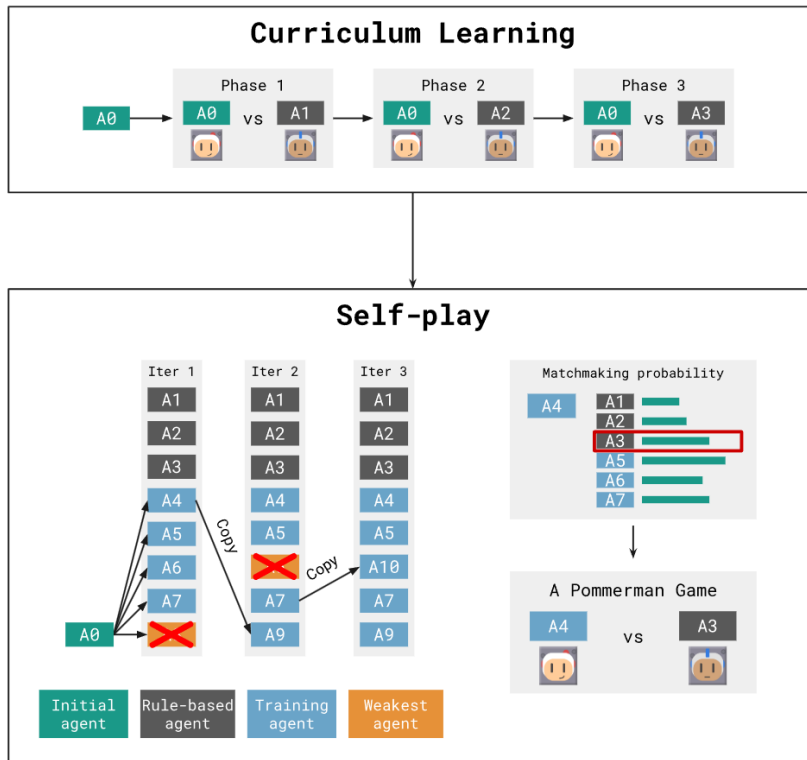 Curriculum Learning
Phase 1
Phase 2
Phase 3
A0
A0 vs A1
A0 vs A2
A0 vs A3
Self-play
Iter 1
Iter 2
Iter 3
A1
A1
A1
A2
A2
A2
A3
A3
A3
A4
A4
A4
A5
A5
A5
A6
A10
A7
A7
A7
A9
A9
A0
Copy
Copy
Matchmaking probability
A4
A1
A2
A3
A5
A6
A7
A Pommerman Game
A4 vs A3
Initial
agent
Rule-based
agent
Training
agent
Weakest
agent